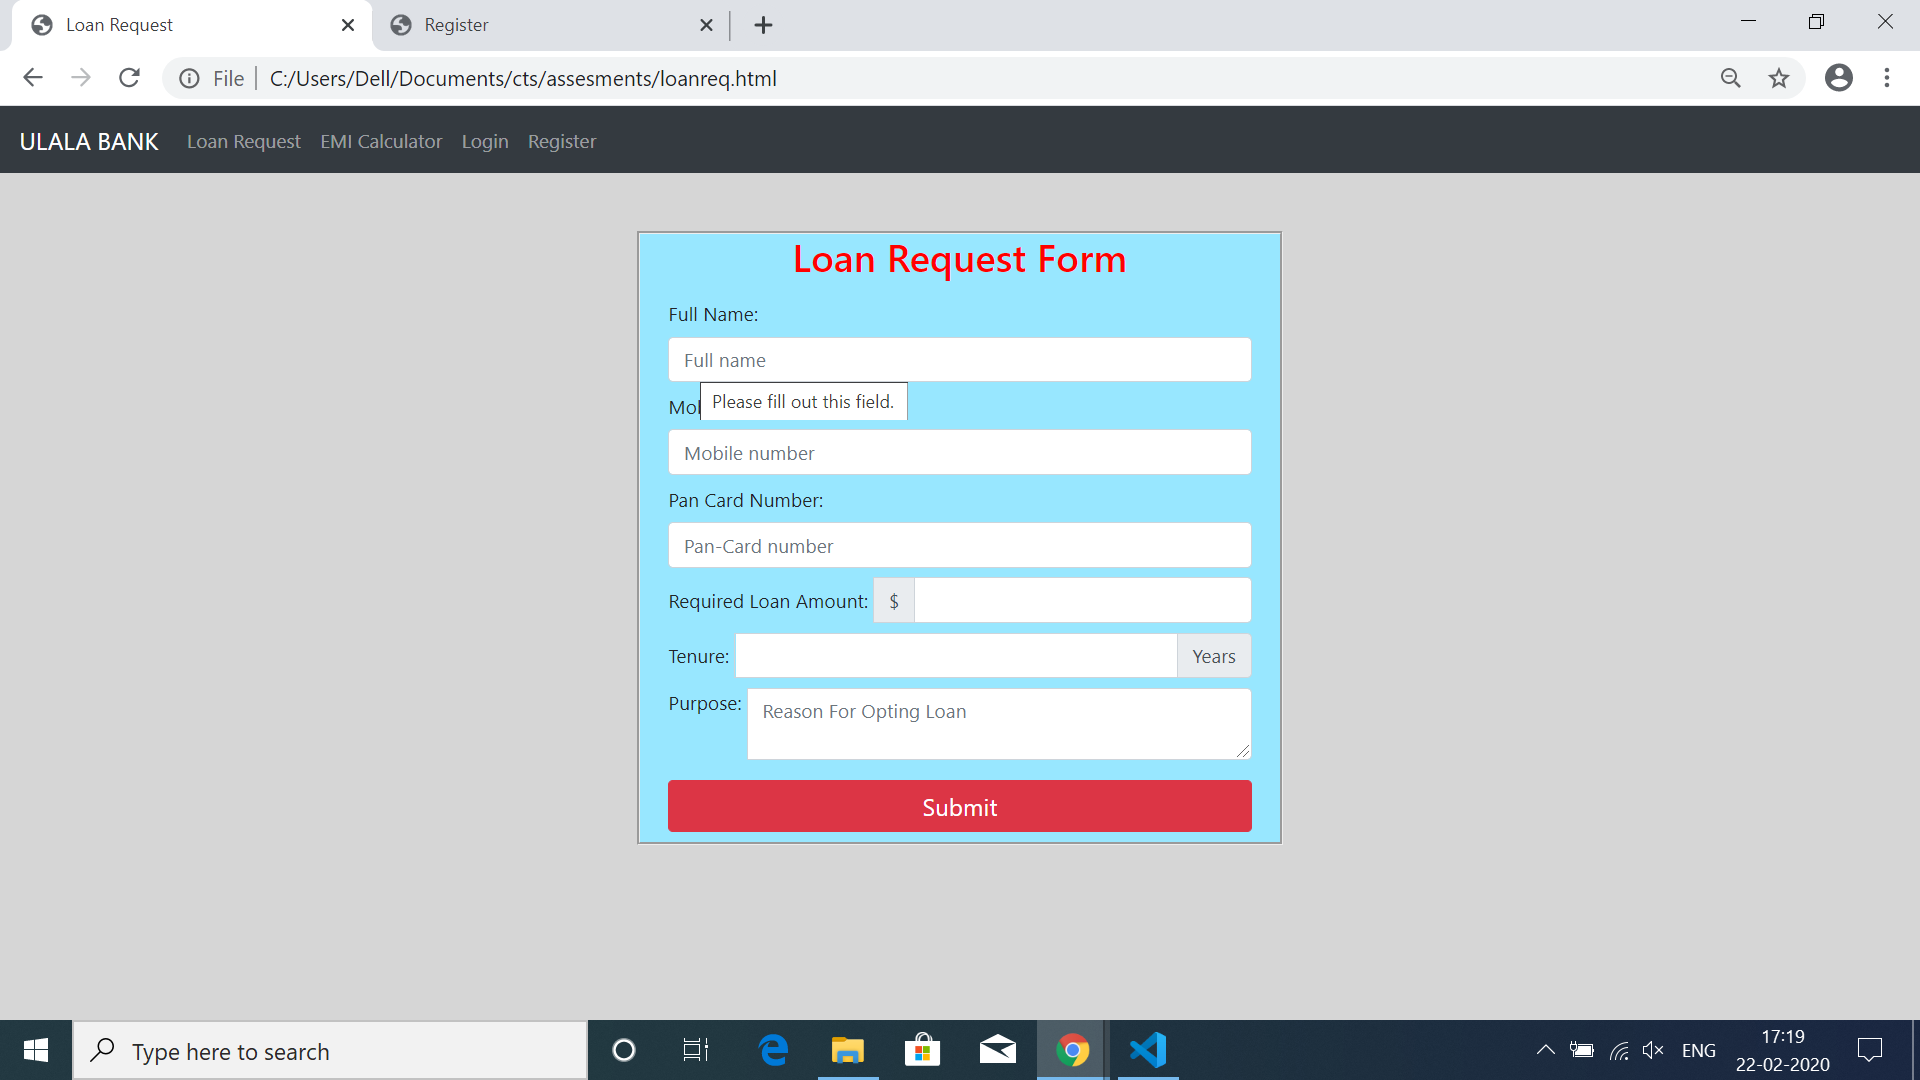 Loan Request
Register
File
C:/Users/Dell/Documents/cts/assesments/loanreq.html
ULALA BANK Loan Request EMI Calculator Login Register
Loan Request Form
Full Name:
Full name
Please fill out this field.
Mobile number
Pan Card Number:
Pan-Card number
Required Loan Amount: $
Tenure: Years
Purpose: Reason For Opting Loan
Submit
Type here to search
ENG
17:19
22-02-2020